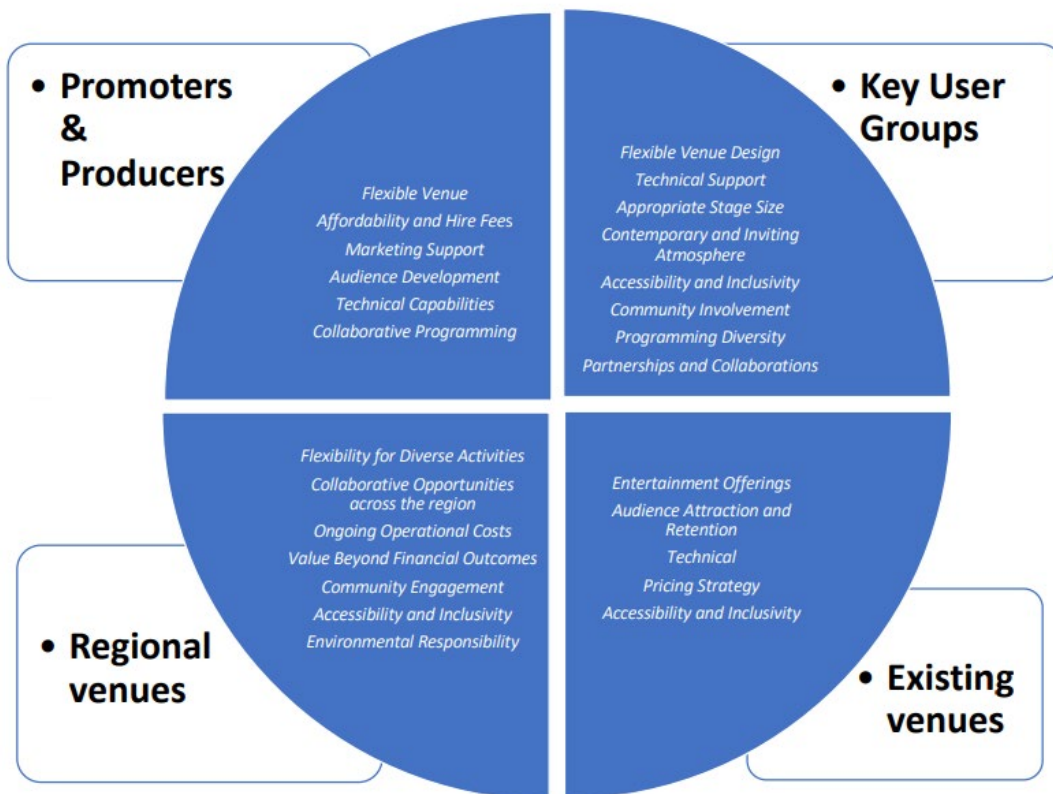 • Promoters
&
Producers
Flexible Venue
Affordability and Hire Fees
Marketing Support
Audience Development
Technical Capabilities
Collaborative Programming
• Key User
Groups
Flexible Venue Design
Technical Support
Appropriate Stage Size
Contemporary and Inviting
Atmosphere
Accessibility and Inclusivity
Community Involvement
Programming Diversity
Partnerships and Collaborations
• Regional
venues
Flexibility for Diverse Activities
Collaborative Opportunities
across the region
Ongoing Operational Costs
Value Beyond Financial Outcomes
Community Engagement
Accessibility and Inclusivity
Environmental Responsibility
Entertainment Offerings
Audience Attraction and
Retention
Technical
Pricing Strategy
Accessibility and Inclusivity
• Existing
venues